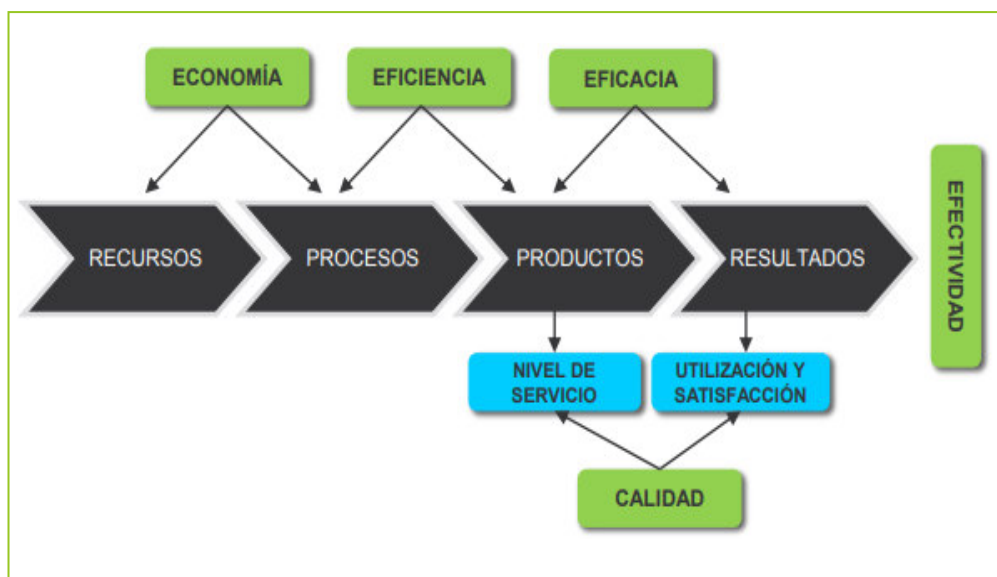 ECONOMÍA
EFICIENCIA
EFICACIA
RECURSOS
PROCESOS
PRODUCTOS
RESULTADOS
EFECTIVIDAD
NIVEL DE
SERVICIO
UTILIZACIÓN Y
SATISFACCIÓN
CALIDAD